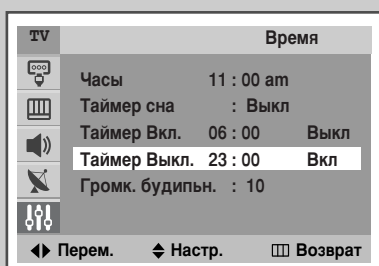 TV Время
Часы 11 : 00 am
Таймер сна : Выкл
Таймер Вкл. 06 : 00 Выкл
Таймер Выкл. 23 : 00 Вкл
Громк. будипьн. : 10
Перем. Настр. Возврат